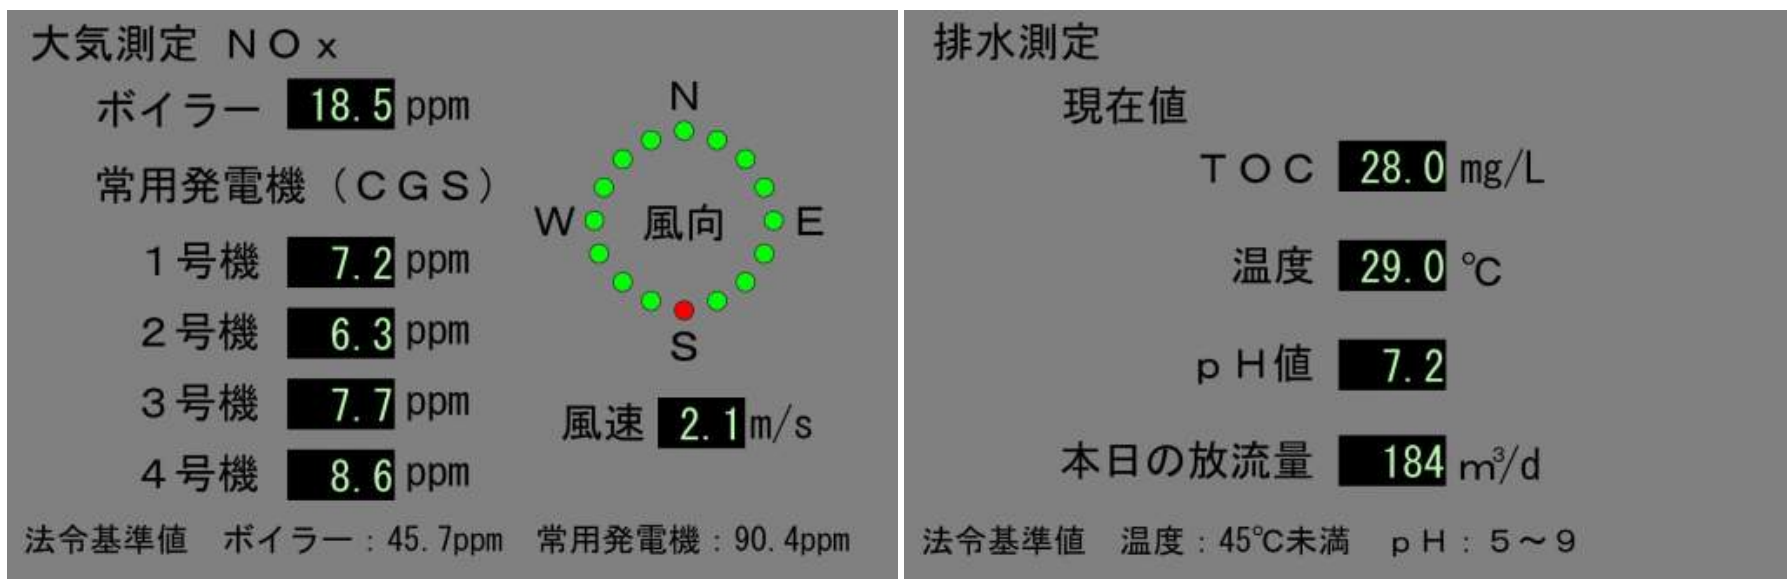 大気測定 ＮＯｘ
ボイラー 18.5 ppm
常用発電機（ＣＧＳ）
１号機 7.2 ppm
２号機 6.3 ppm
３号機 7.7 ppm
４号機 8.6 ppm
N
W 風向 E
S
風速 2.1 m/s
法令基準値 ボイラー：45.7ppm 常用発電機：90.4ppm
排水測定
現在値
ＴＯＣ 28.0 mg/L
温度 29.0 ℃
ｐＨ値 7.2
本日の放流量 184 m³/d
法令基準値 温度：45℃未満 ｐＨ：５～９